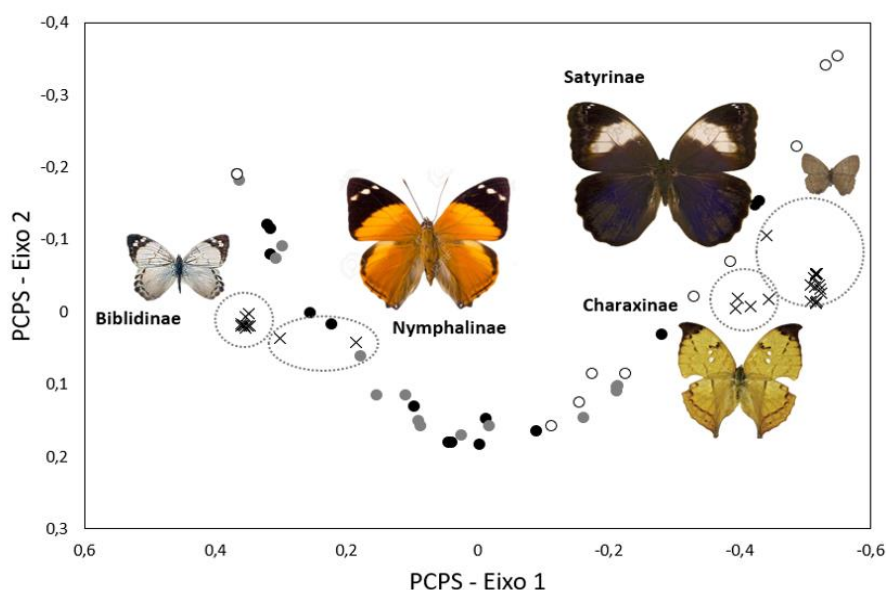 -0,4
-0,3
-0,2
-0,1
0
0,1
0,2
0,3
PCPS - Eixo 2
Satyrinae
Biblidinae
Nymphalinae
Charaxinae
0,6
0,4
0,2
0
-0,2
-0,4
-0,6
PCPS - Eixo 1